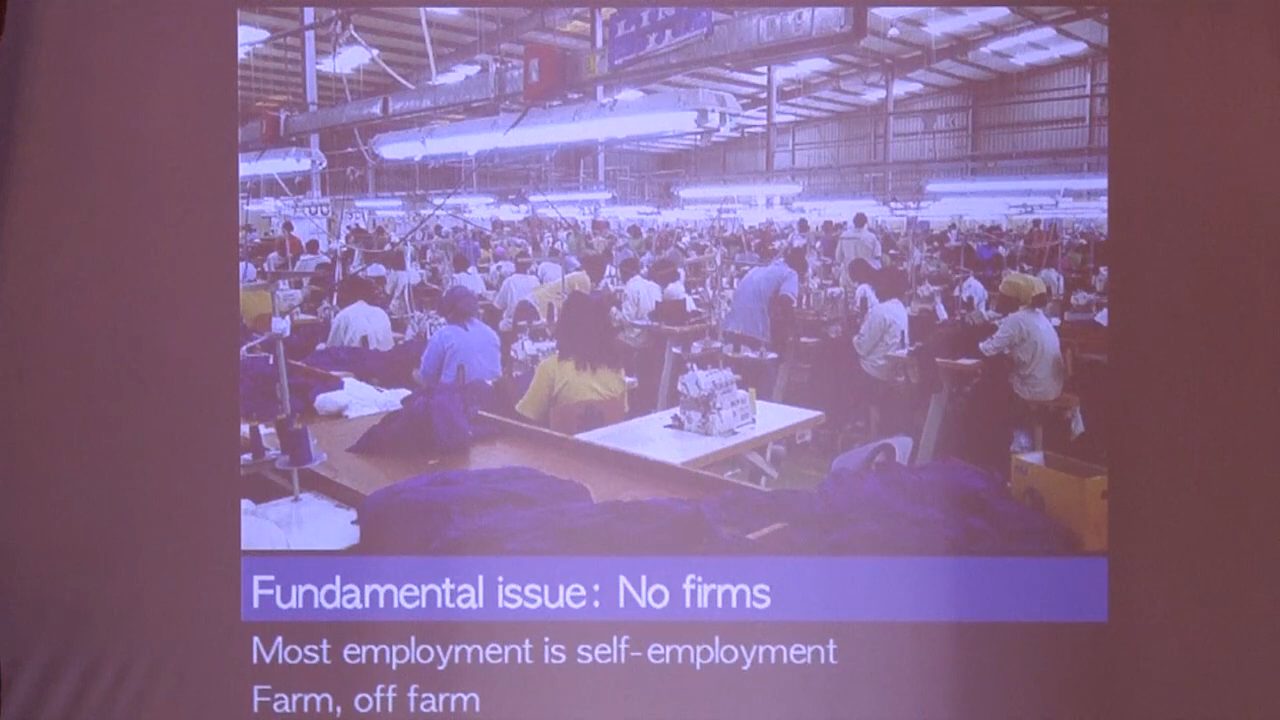 Fundamental issue: No firms
Most employment is self-employment
Farm, off farm